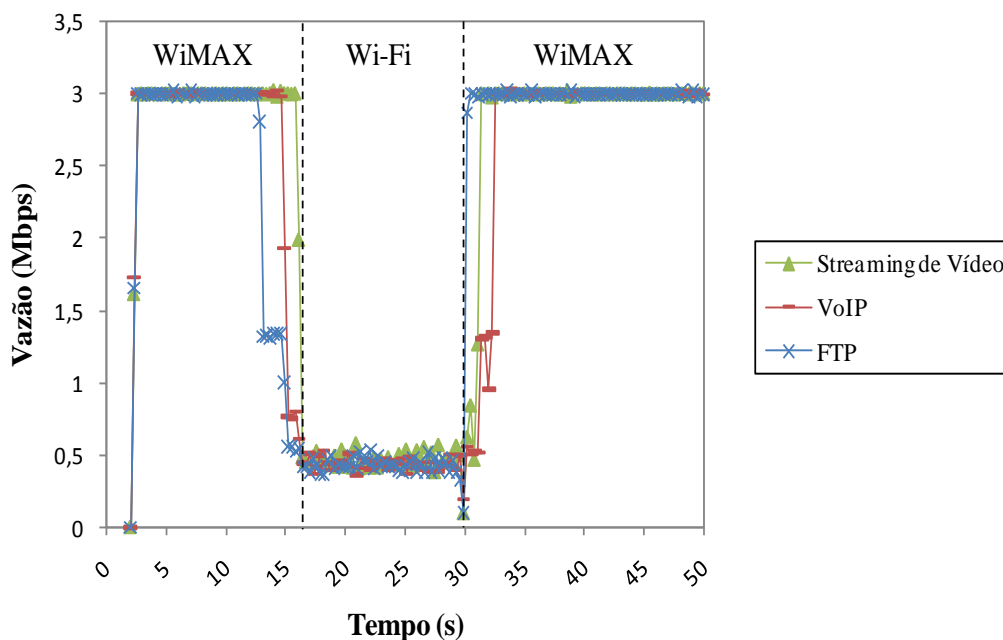 WiMAX Wi-Fi WiMAX
3,5
3
2,5
2
1,5
1
0,5
0
Vazão (Mbps)
0 5 10 15 20 25 30 35 40 45 50
Tempo (s)
Streaming de Vídeo
VoIP
FTP